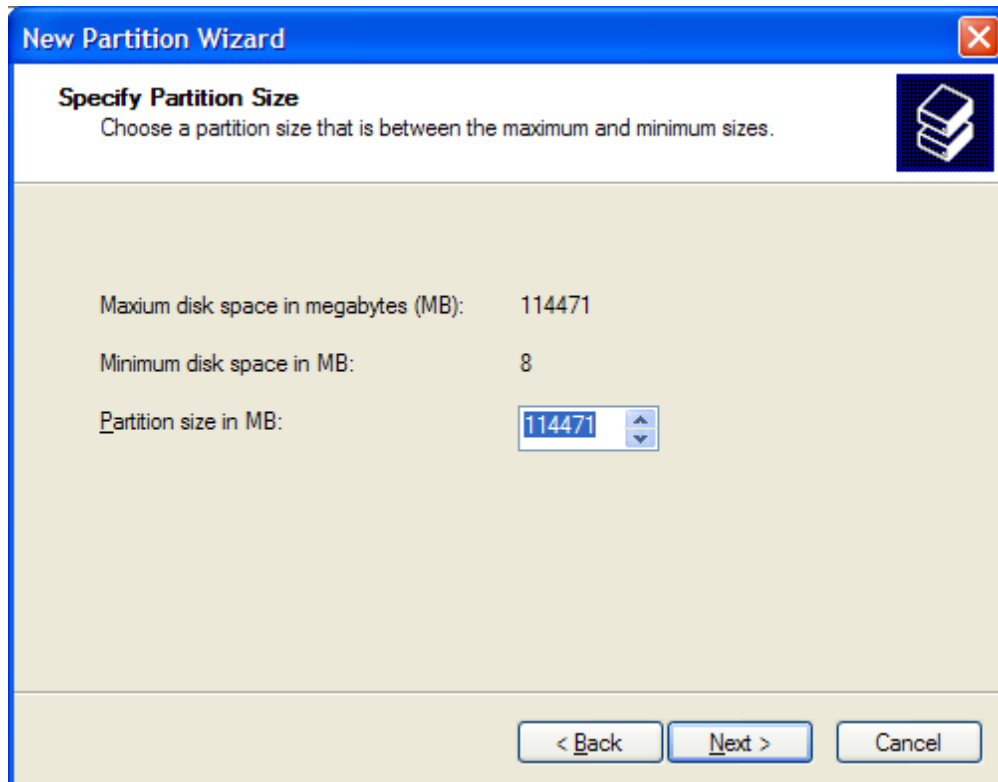 New Partition Wizard
Specify Partition Size
Choose a partition size that is between the maximum and minimum sizes.
Maxium disk space in megabytes (MB): 114471
Minimum disk space in MB: 8
Partition size in MB: 114471
< Back Next > Cancel